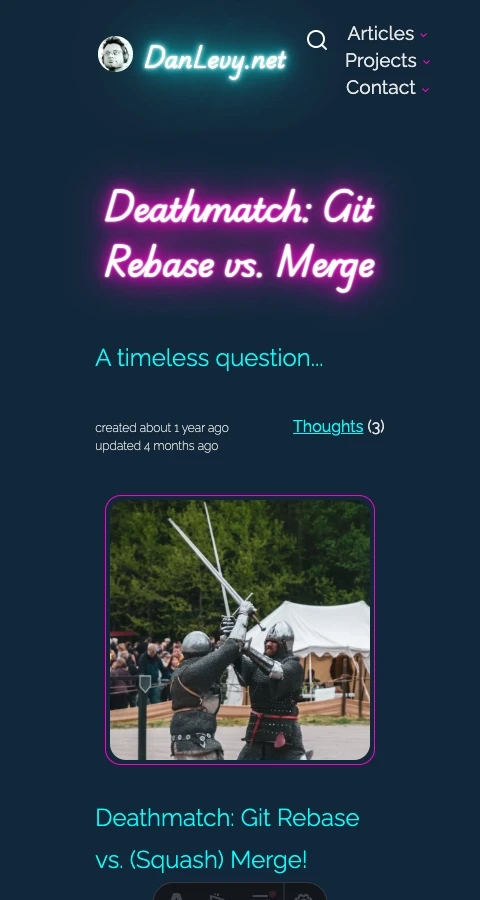 DanLevy.net
Articles
Projects
Contact
Deathmatch: Git
Rebase vs. Merge
A timeless question...
created about 1 year ago
updated 4 months ago
Thoughts (3)
Deathmatch: Git Rebase
vs. (Squash) Merge!